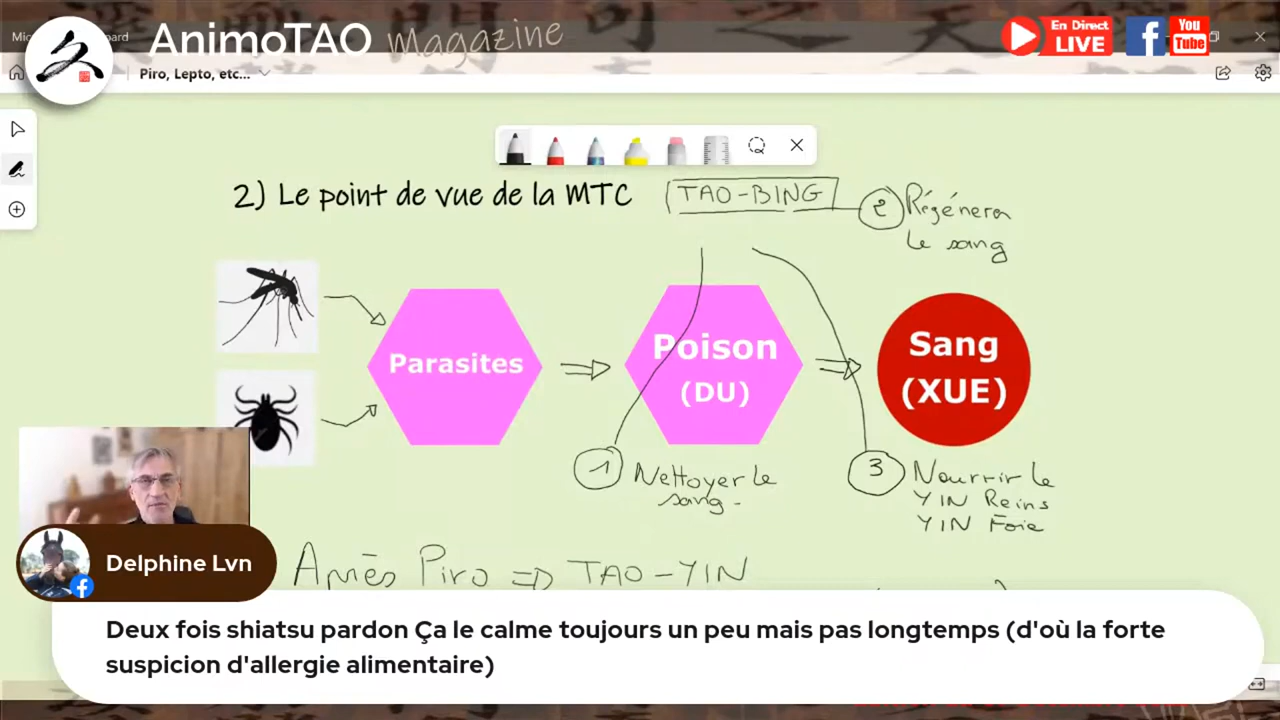 AnimoTAO Magazine
En Direct
LIVE
You
Tube
Piro, Lepto, etc...
2) Le point de vue de la MTC
TAO-BING
2 Régénérer
le sang
Parasites
Poison
(DU)
Sang
(XUE)
1 Nettoyer le
sang -
3 Nourrir le
YIN Reins
YIN Foie
Après Piro => TAO-YIN
Delphine Lvn
Deux fois shiatsu pardon Ça le calme toujours un peu mais pas longtemps (d'où la forte
suspicion d'allergie alimentaire)